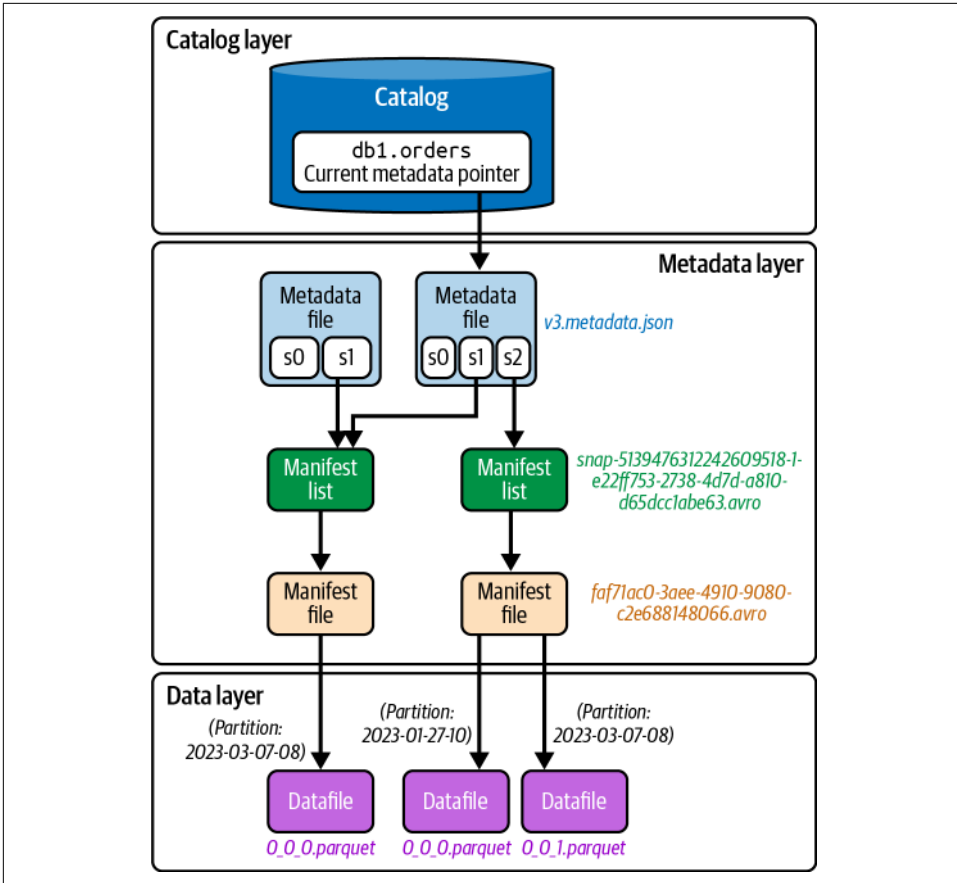 Catalog layer
Catalog
db1.orders
Current metadata pointer
Metadata layer
Metadata
file
s0
s1
Metadata
file
s0
s1
s2
v3.metadata.json
Manifest
list
Manifest
list
snap-5139476312242609518-1-
e22ff753-2738-4d7d-a810-
d65dcc1abe63.avro
Manifest
file
Manifest
file
faf71ac0-3aee-4910-9080-
c2e688148066.avro
Data layer
(Partition:
2023-03-07-08)
(Partition:
2023-01-27-10)
(Partition:
2023-03-07-08)
Datafile
Datafile
Datafile
0_0_0.parquet
0_0_0.parquet
0_0_1.parquet